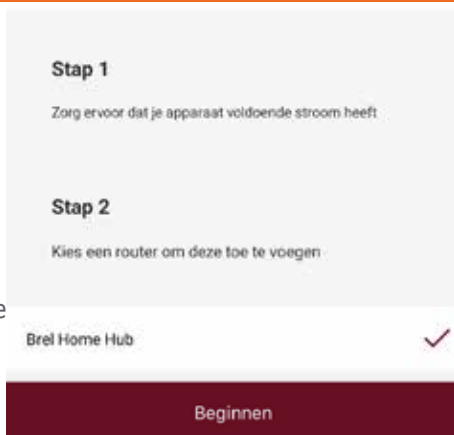 Stap 1
Zorg ervoor dat je apparaat voldoende stroom heeft
Stap 2
Kies een router om deze toe te voegen
e
Brel Home Hub
Beginnen